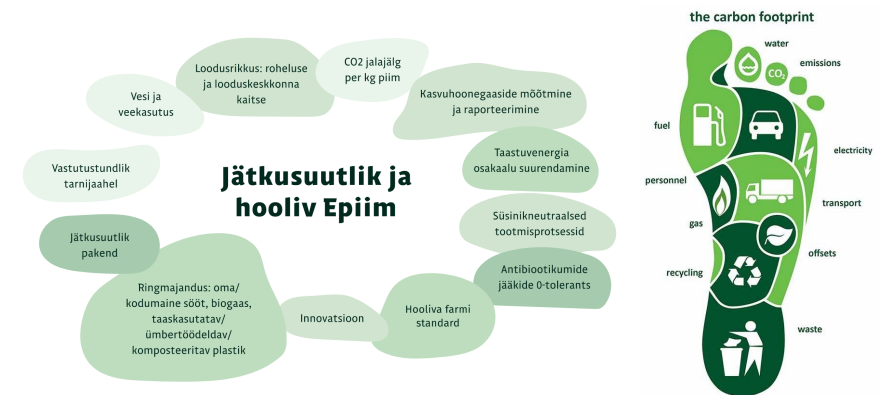 Jätkusuutlik ja
hooliv Epiim
Loodusrikkus: roheluse
ja looduskeskkonna
kaitse
CO2 jalajälg
per kg piim
Kasvuhoonegaaside mõõtmine
ja raporteerimine
Taastuvenergia
osakaalu suurendamine
Süsinikneutraalsed
tootmisprotsessid
Antibiootikumide
jääkide 0-tolerants
Hooliva farmi
standard
Innovatsioon
Ringmajandus: oma/
kodumaine sööt, biogaas,
taaskasutatav/
ümbertöödeldav/
komposteeritav plastik
Jätkusuutlik
pakend
Vastutustundlik
tarnijaahel
Vesi ja
veekasutus
the carbon footprint
water
emissions
CO₂
fuel
electricity
personnel
transport
gas
offsets
recycling
waste